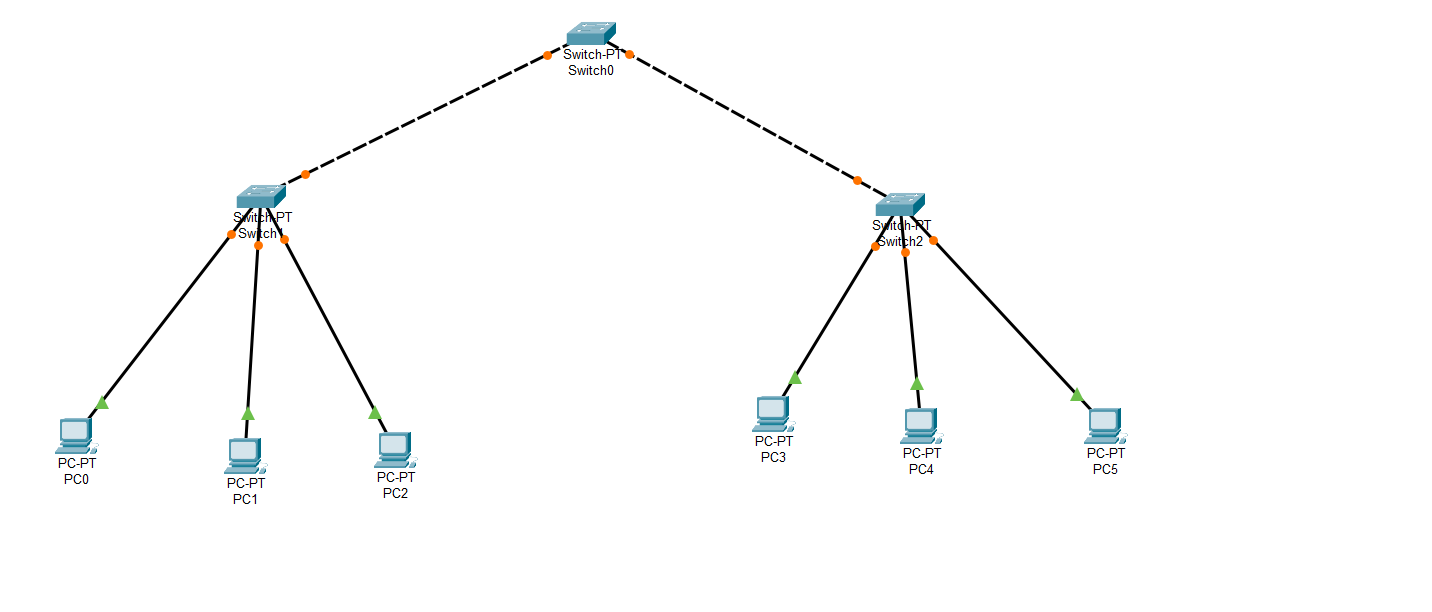 Switch-PT
Switch0
Switch-PT
Switch1
Switch-PT
Switch2
PC-PT
PC0
PC-PT
PC1
PC-PT
PC2
PC-PT
PC3
PC-PT
PC4
PC-PT
PC5